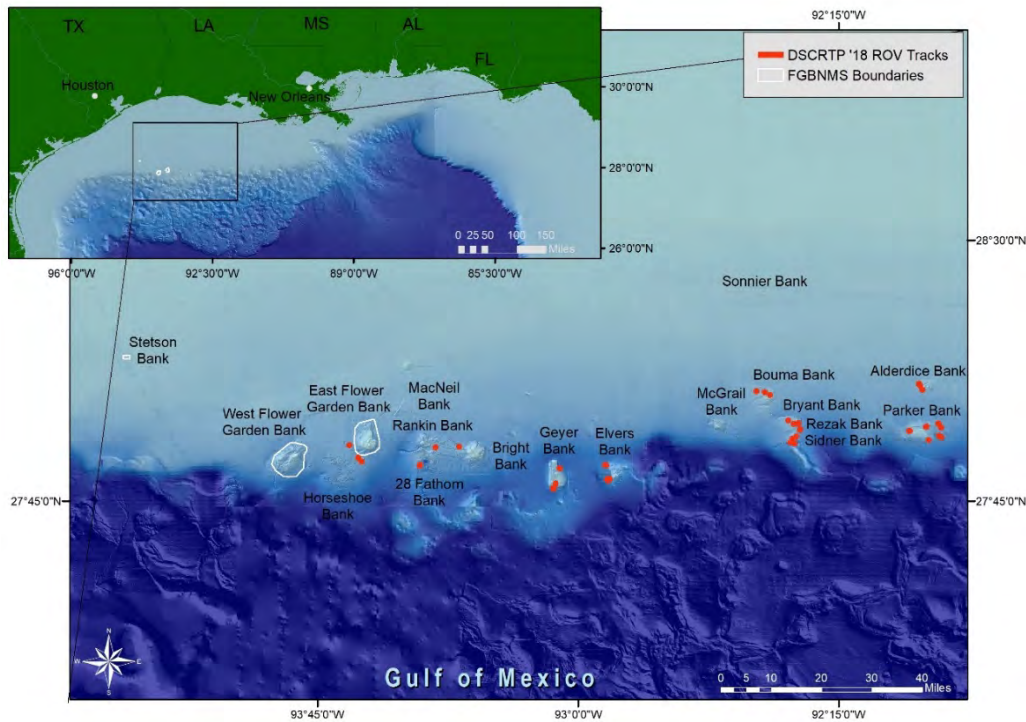 TX
LA
MS
AL
FL
Houston
New Orleans
0 25 50 100 150
Miles
30°0'0"N
28°0'0"N
26°0'0"N
96°0'0"W
92°30'0"W
89°0'0"W
85°30'0"W
92°15'0"W
DSCRTP '18 ROV Tracks
FGBNMS Boundaries
28°30'0"N
Sonnier Bank
Stetson
Bank
West Flower
Garden Bank
East Flower
Garden Bank
MacNeil
Bank
Rankin Bank
Bright
Bank
Horseshoe
Bank
28 Fathom
Bank
Geyer
Bank
Elvers
Bank
McGrail
Bank
Bouma Bank
Bryant Bank
Rezak Bank
Sidner Bank
Alderdice Bank
Parker Bank
27°45'0"N
27°45'0"N
N
W
E
S
Gulf of Mexico
0 5 10 20 30 40
Miles
93°45'0"W
93°0'0"W
92°15'0"W